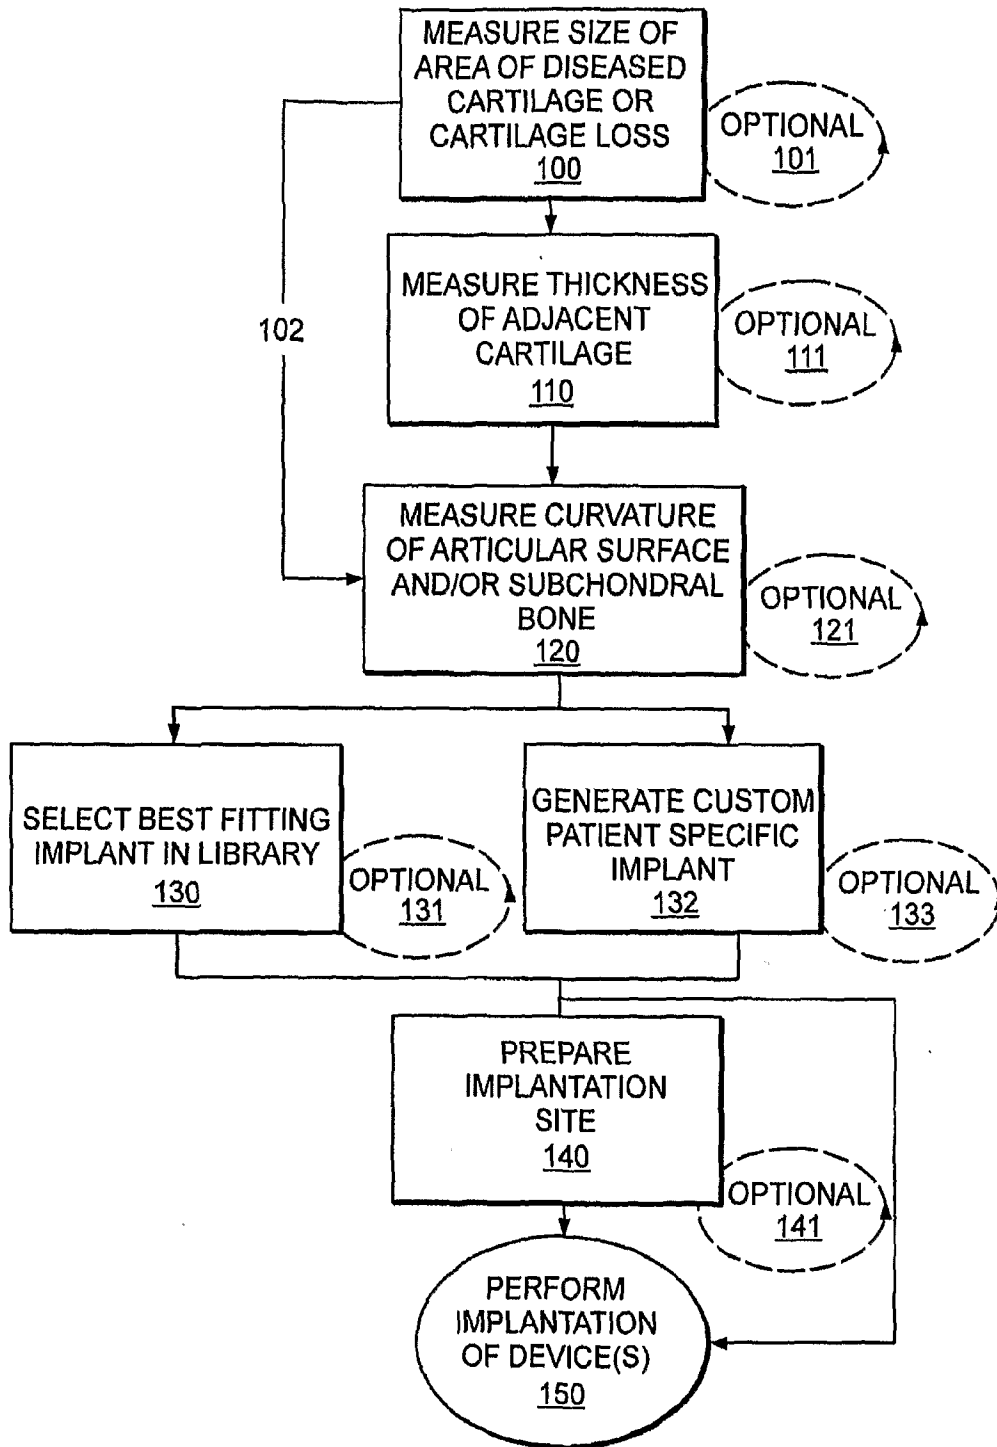 MEASURE SIZE OF
AREA OF DISEASED
CARTILAGE OR
CARTILAGE LOSS
100
OPTIONAL
101
MEASURE THICKNESS
OF ADJACENT
CARTILAGE
110
OPTIONAL
111
102
MEASURE CURVATURE
OF ARTICULAR SURFACE
AND/OR SUBCHONDRAL
BONE
120
OPTIONAL
121
SELECT BEST FITTING
IMPLANT IN LIBRARY
130
OPTIONAL
131
GENERATE CUSTOM
PATIENT SPECIFIC
IMPLANT
132
OPTIONAL
133
PREPARE
IMPLANTATION
SITE
140
OPTIONAL
141
PERFORM
IMPLANTATION
OF DEVICE(S)
150